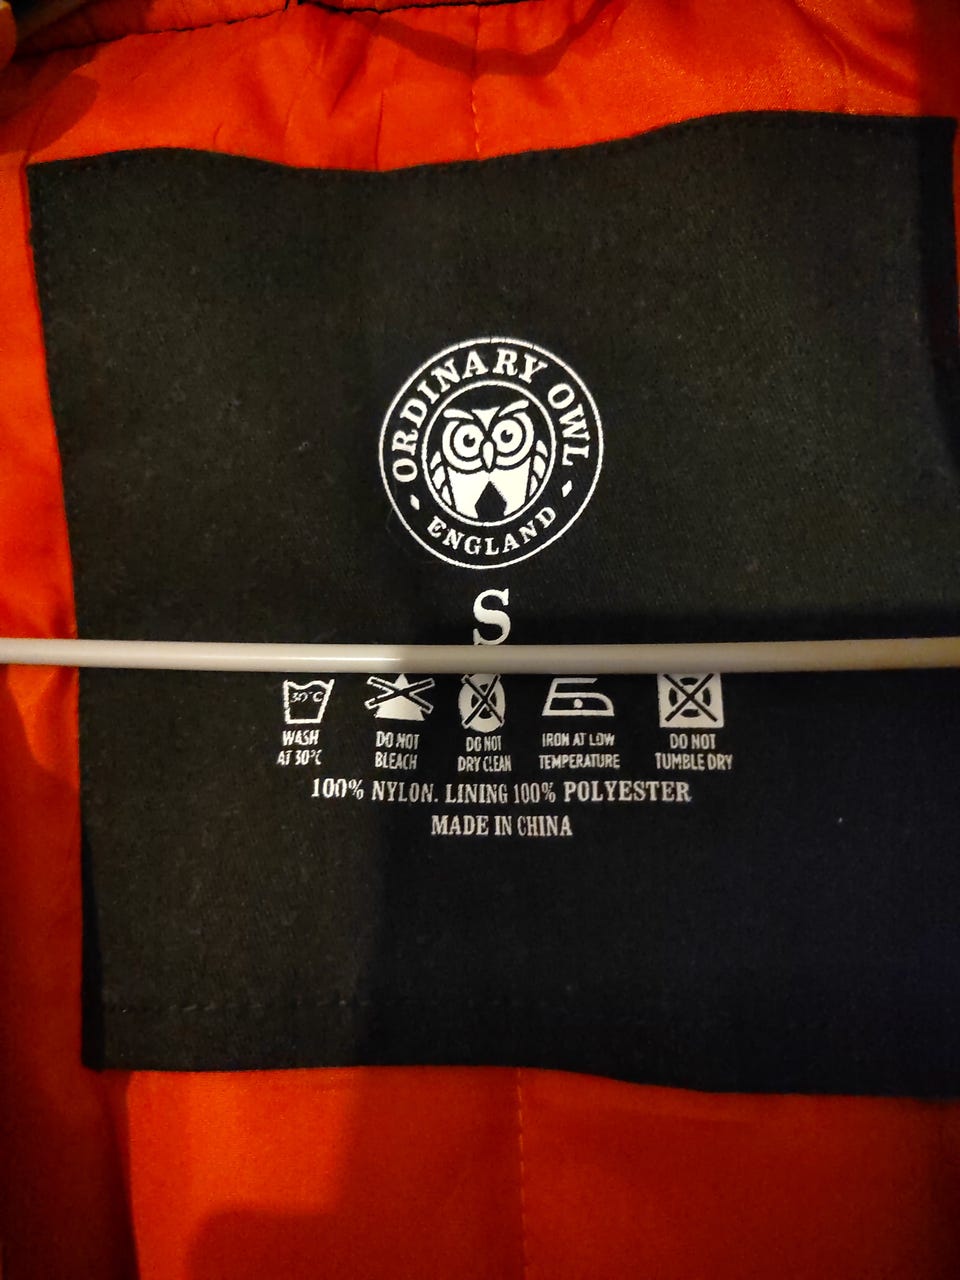 ORDINARY OWL
ENGLAND
S
30°C
WASH
AT 30°C
DO NOT
BLEACH
DO NOT
DRY CLEAN
IRON AT LOW
TEMPERATURE
DO NOT
TUMBLE DRY
100% NYLON. LINING 100% POLYESTER
MADE IN CHINA